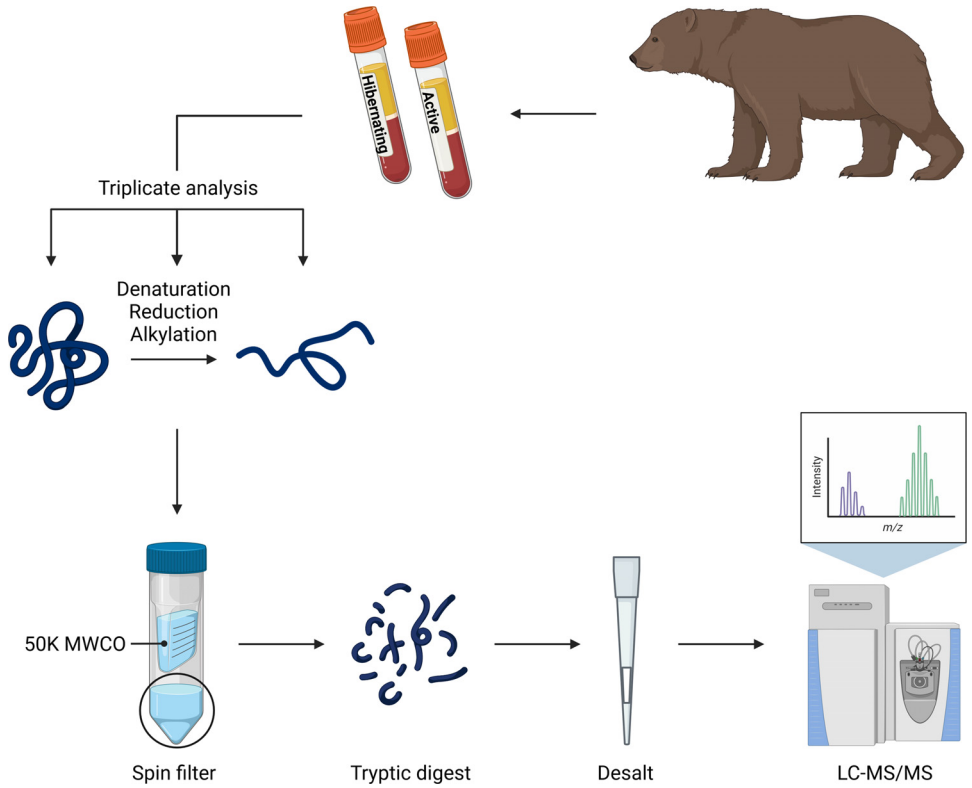 Hibernating
Active
Triplicate analysis
Denaturation
Reduction
Alkylation
Intensity
m/z
50K MWCO
Spin filter
Tryptic digest
Desalt
LC-MS/MS